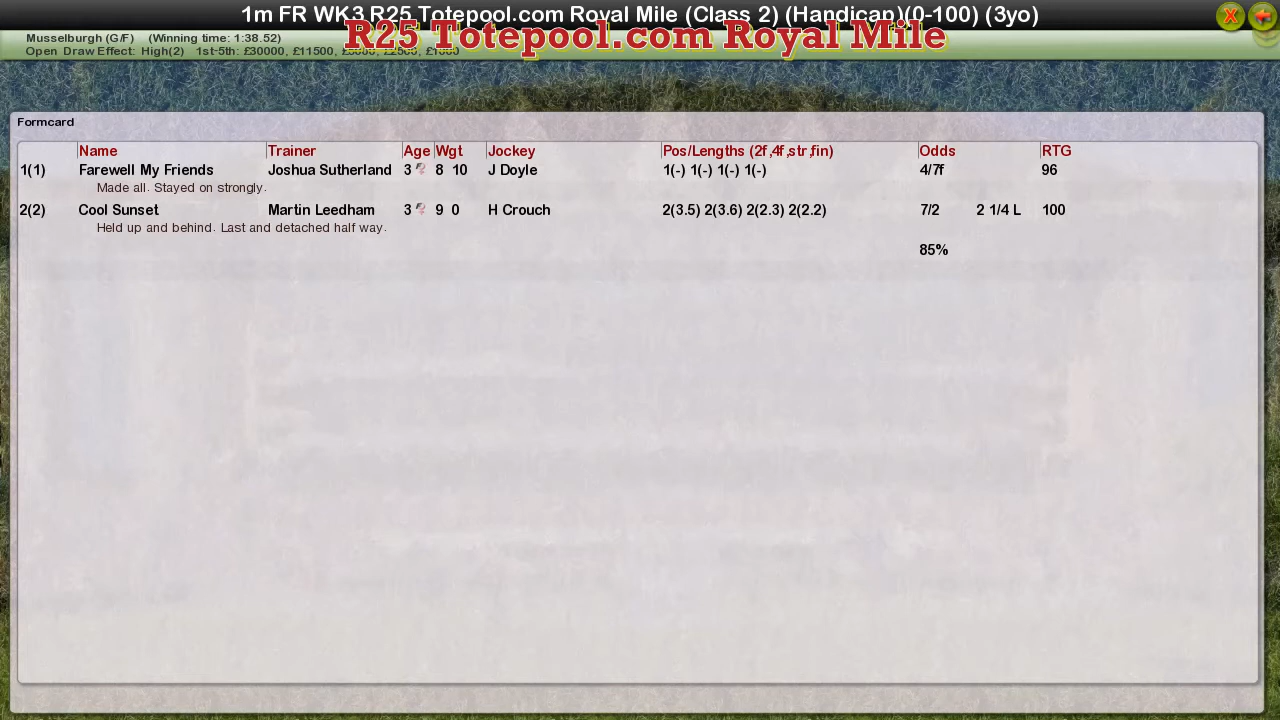 1m FR WK3 R25 Totepool.com Royal Mile (Class 2) (Handicap)(0-100) (3yo)
R25 Totepool.com Royal Mile
Musselburgh (G/F) (Winning time: 1:38.52)
Open Draw Effect: High(2) 1st-5th: £30000, £11500, £5000, £2500, £1000
Formcard
Name Trainer Age Wgt Jockey Pos/Lengths (2f,4f,str,fin) Odds RTG
1(1) Farewell My Friends Joshua Sutherland 3 8 10 J Doyle 1(-) 1(-) 1(-) 1(-) 4/7f 96
Made all. Stayed on strongly.
2(2) Cool Sunset Martin Leedham 3 9 0 H Crouch 2(3.5) 2(3.6) 2(2.3) 2(2.2) 7/2 2 1/4 L 100
Held up and behind. Last and detached half way.
85%